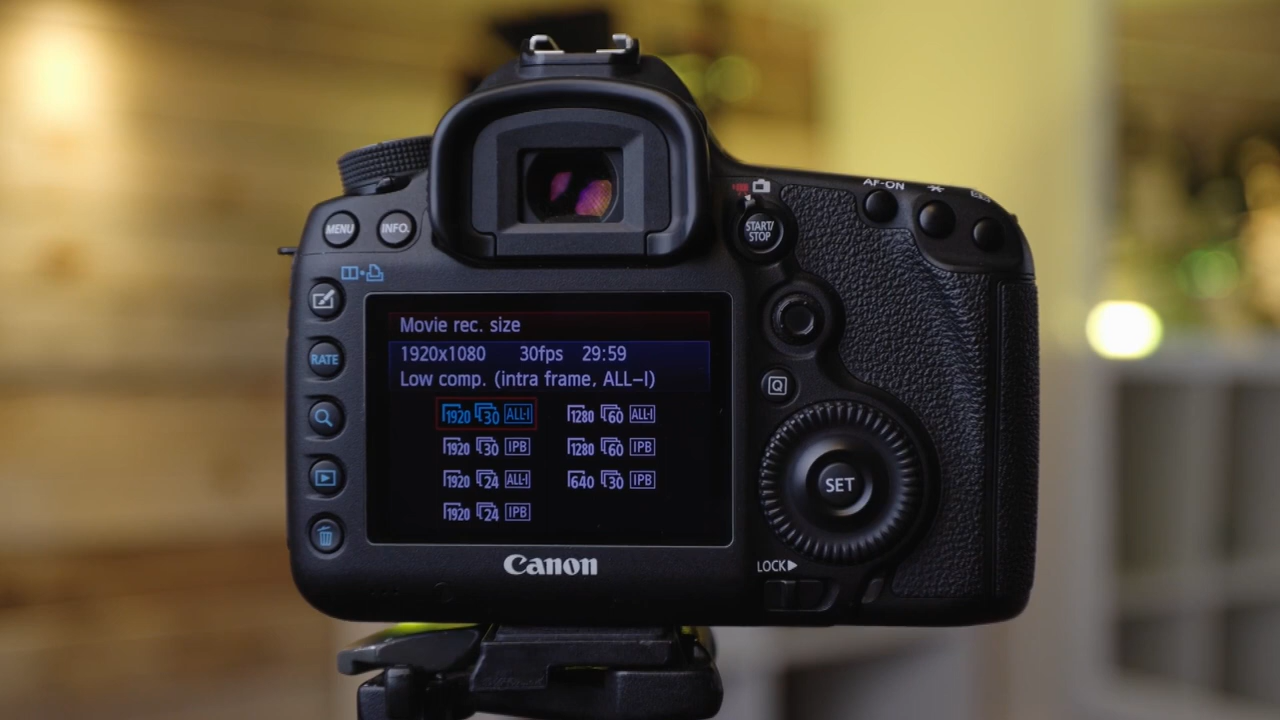 AF-ON
MENU
INFO.
START/
STOP
RATE
Movie rec. size
1920x1080 30fps 29:59
Low comp. (intra frame, ALL-I)
1920 30 ALL-I 1280 60 ALL-I
1920 30 IPB 1280 60 IPB
1920 24 ALL-I 640 30 IPB
1920 24 IPB
Q
SET
Canon
LOCK▶